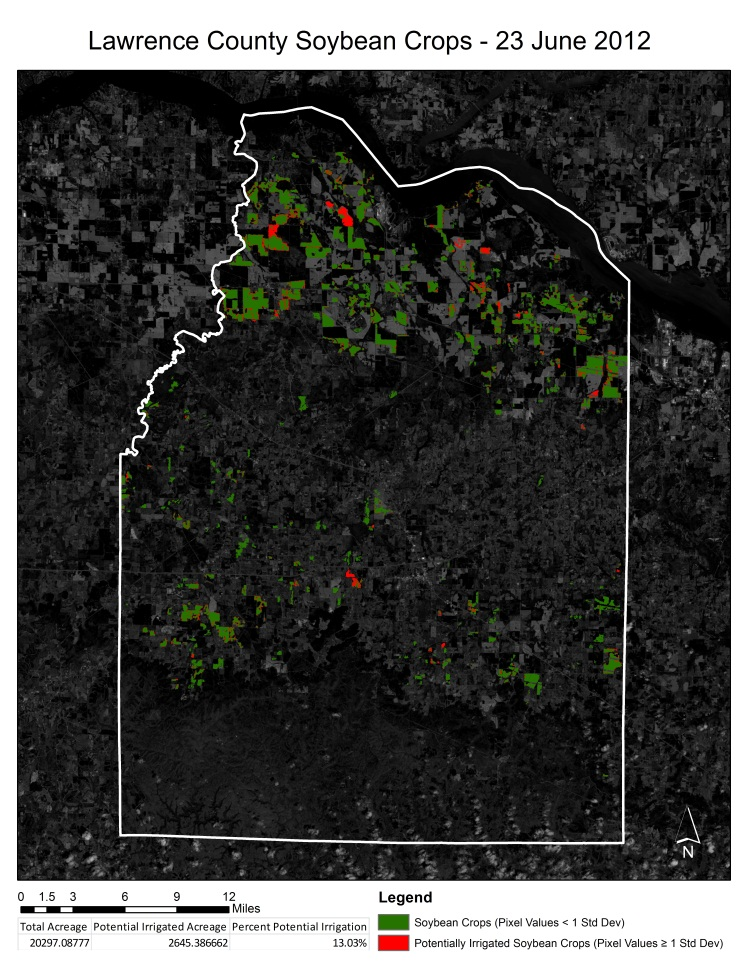 Lawrence County Soybean Crops - 23 June 2012
N
0 1.5 3 6 9 12
Miles
Total Acreage Potential Irrigated Acreage Percent Potential Irrigation
20297.08777 2645.386662 13.03%
Legend
Soybean Crops (Pixel Values < 1 Std Dev)
Potentially Irrigated Soybean Crops (Pixel Values ≥ 1 Std Dev)